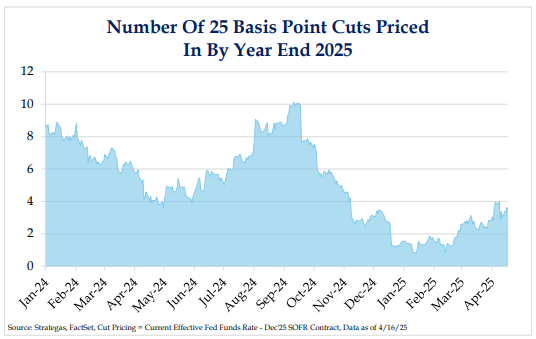 Number Of 25 Basis Point Cuts Priced
In By Year End 2025
12
10
8
6
4
2
0
Jan-24
Feb-24
Mar-24
Apr-24
May-24
Jun-24
Jul-24
Aug-24
Sep-24
Oct-24
Nov-24
Dec-24
Jan-25
Feb-25
Mar-25
Apr-25
Source: Strategas, FactSet, Cut Pricing = Current Effective Fed Funds Rate - Dec'25 SOFR Contract, Data as of 4/16/25